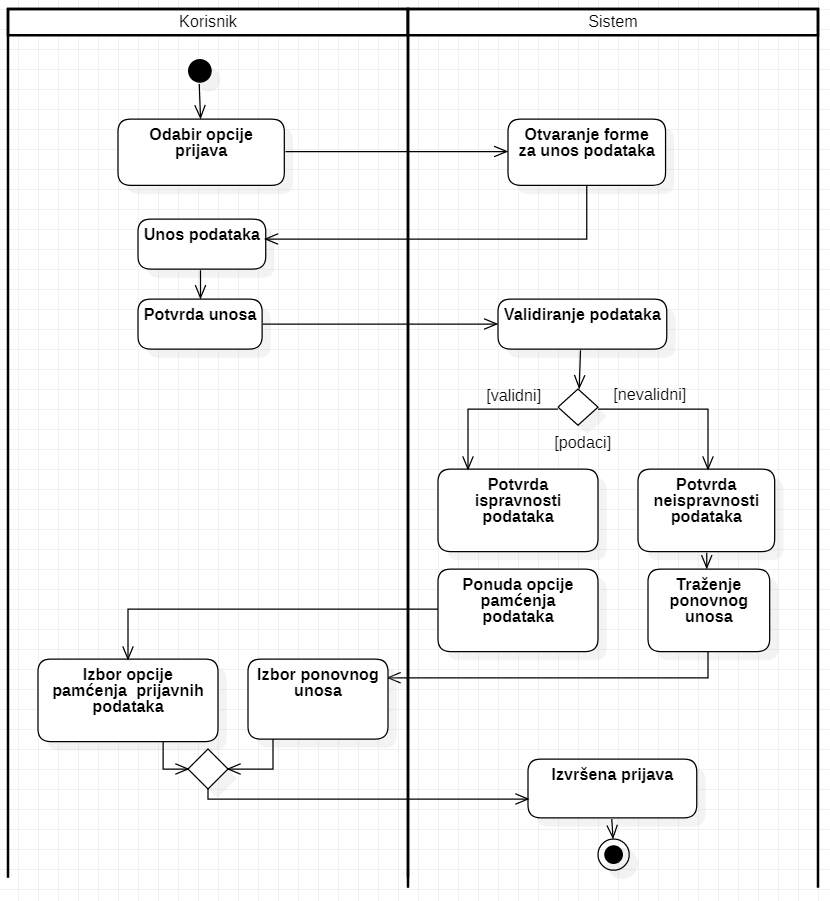 Korisnik
Sistem
Odabir opcije
prijava
Otvaranje forme
za unos podataka
Unos podataka
Potvrda unosa
Validiranje podataka
[validni]
[nevalidni]
[podaci]
Potvrda
ispravnosti
podataka
Potvrda
neispravnosti
podataka
Ponuda opcije
pamćenja
podataka
Traženje
ponovnog
unosa
Izbor opcije
pamćenja prijavnih
podataka
Izbor ponovnog
unosa
Izvršena prijava